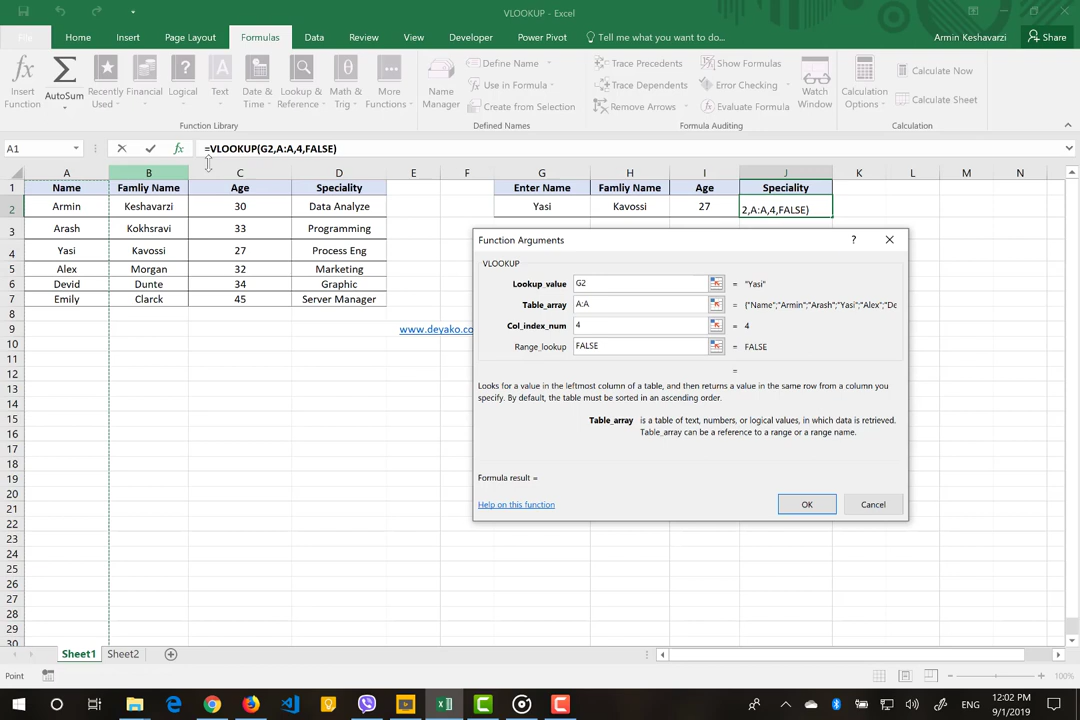 VLOOKUP - Excel
File Home Insert Page Layout Formulas Data Review View Developer Power Pivot Tell me what you want to do... Armin Keshavarzi Share
Insert Function
AutoSum
Recently Used
Financial
Logical
Text
Date & Time
Lookup & Reference
Math & Trig
More Functions
Function Library
Name Manager
Define Name
Use in Formula
Create from Selection
Defined Names
Trace Precedents
Trace Dependents
Remove Arrows
Show Formulas
Error Checking
Evaluate Formula
Watch Window
Formula Auditing
Calculation Options
Calculate Now
Calculate Sheet
Calculation
A1 fx =VLOOKUP(G2,A:A,4,FALSE)
A B C D E F G H I J K L M N
1 Name Famliy Name Age Speciality Enter Name Famliy Name Age Speciality
2 Armin Keshavarzi 30 Data Analyze Yasi Kavossi 27 2,A:A,4,FALSE)
3 Arash Kokhsravi 33 Programming
4 Yasi Kavossi 27 Process Eng
5 Alex Morgan 32 Marketing
6 Devid Dunte 34 Graphic
7 Emily Clarck 45 Server Manager
8
9 www.deyako.co
10
11
12
13
14
15
16
17
18
19
20
21
22
23
24
25
26
27
28
29
30
Function Arguments ?
VLOOKUP
Lookup_value G2 = "Yasi"
Table_array A:A = {"Name";"Armin";"Arash";"Yasi";"Alex";"De
Col_index_num 4 = 4
Range_lookup FALSE = FALSE
=
Looks for a value in the leftmost column of a table, and then returns a value in the same row from a column you
specify. By default, the table must be sorted in an ascending order.
Table_array is a table of text, numbers, or logical values, in which data is retrieved.
Table_array can be a reference to a range or a range name.
Formula result =
Help on this function OK Cancel
Sheet1 Sheet2
Point 100%
ENG 12:02 PM
9/1/2019